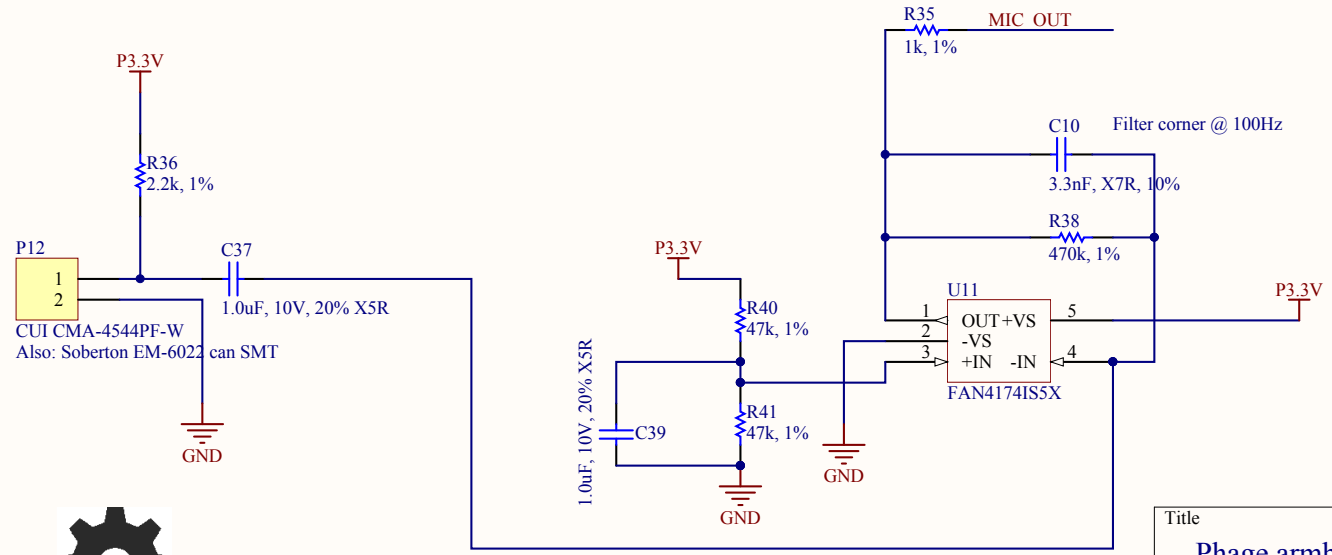 R35
MIC OUT
1k, 1%
P3.3V
C10
Filter corner @ 100Hz
3.3nF, X7R, 10%
R36
2.2k, 1%
R38
470k, 1%
P12
1
2
C37
1.0uF, 10V, 20% X5R
CUI CMA-4544PF-W
Also: Soberton EM-6022 can SMT
GND
P3.3V
R40
47k, 1%
1.0uF, 10V, 20% X5R
C39
R41
47k, 1%
GND
U11
1
2
3
OUT +VS
-VS
+IN -IN
5
4
FAN4174IS5X
P3.3V
GND
Title